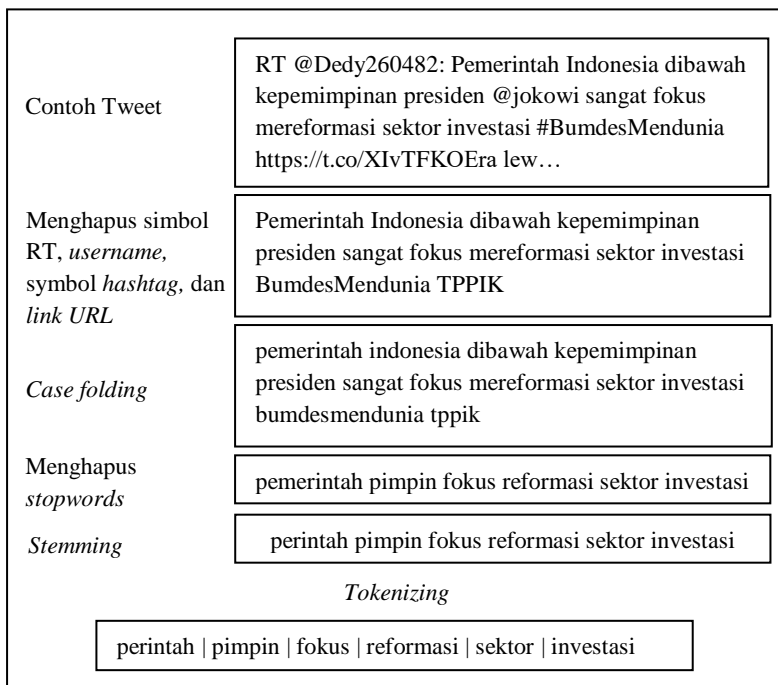 Contoh Tweet
RT @Dedy260482: Pemerintah Indonesia dibawah
kepemimpinan presiden @jokowi sangat fokus
mereformasi sektor investasi #BumdesMendunia
https://t.co/XIvTFKOEra lew…
Menghapus simbol
RT, username,
symbol hashtag, dan
link URL
Pemerintah Indonesia dibawah kepemimpinan
presiden sangat fokus mereformasi sektor investasi
BumdesMendunia TPPIK
Case folding
pemerintah indonesia dibawah kepemimpinan
presiden sangat fokus mereformasi sektor investasi
bumdesmendunia tppik
Menghapus
stopwords
pemerintah pimpin fokus reformasi sektor investasi
Stemming
perintah pimpin fokus reformasi sektor investasi
Tokenizing
perintah | pimpin | fokus | reformasi | sektor | investasi